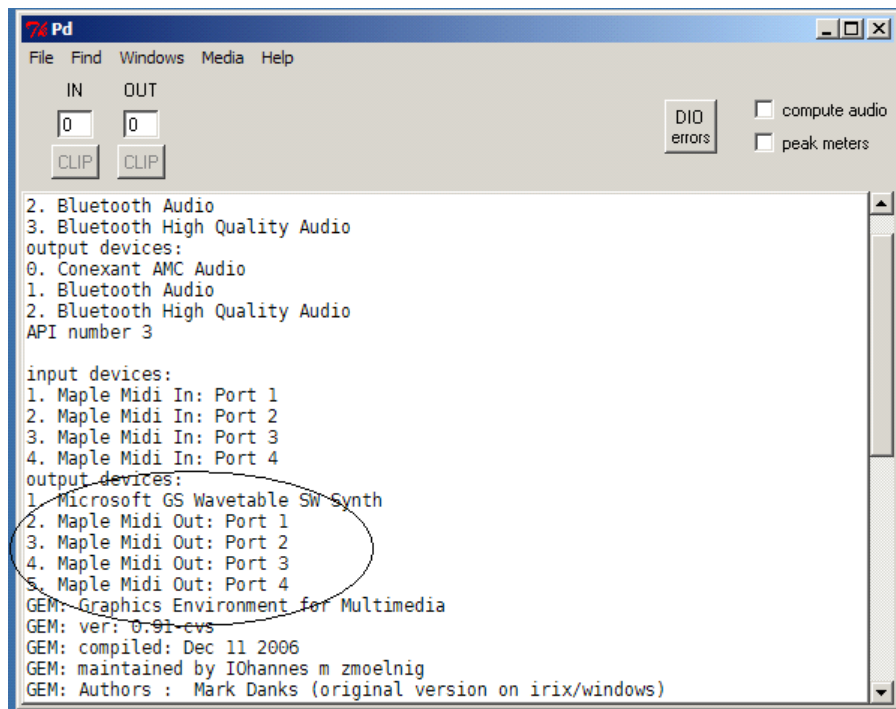 Pd
File Find Windows Media Help
IN OUT
0 0
CLIP CLIP
DIO
errors
compute audio
peak meters
2. Bluetooth Audio
3. Bluetooth High Quality Audio
output devices:
0. Conexant AMC Audio
1. Bluetooth Audio
2. Bluetooth High Quality Audio
API number 3
input devices:
1. Maple Midi In: Port 1
2. Maple Midi In: Port 2
3. Maple Midi In: Port 3
4. Maple Midi In: Port 4
output devices:
1. Microsoft GS Wavetable SW Synth
2. Maple Midi Out: Port 1
3. Maple Midi Out: Port 2
4. Maple Midi Out: Port 3
5. Maple Midi Out: Port 4
GEM: Graphics Environment for Multimedia
GEM: ver: 0.91-cvs
GEM: compiled: Dec 11 2006
GEM: maintained by IOhannes m zmoelnig
GEM: Authors :  Mark Danks (original version on irix/windows)